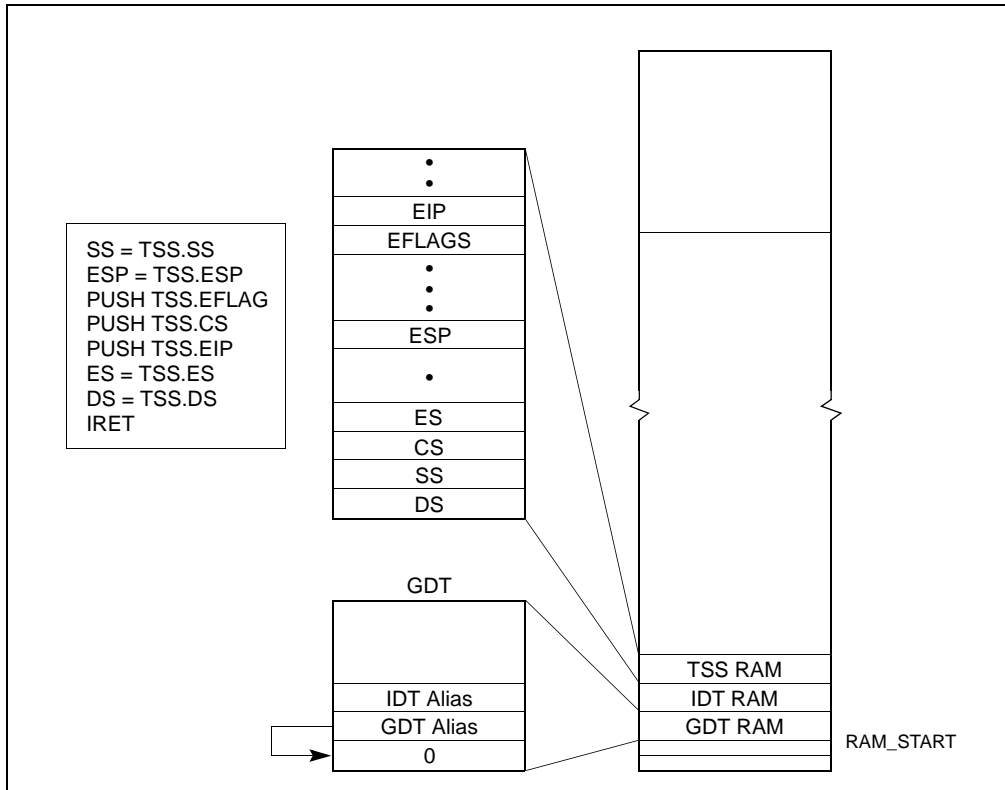 SS = TSS.SS
ESP = TSS.ESP
PUSH TSS.EFLAG
PUSH TSS.CS
PUSH TSS.EIP
ES = TSS.ES
DS = TSS.DS
IRET
EIP
EFLAGS
ESP
ES
CS
SS
DS
GDT
IDT Alias
GDT Alias
0
TSS RAM
IDT RAM
GDT RAM
RAM_START